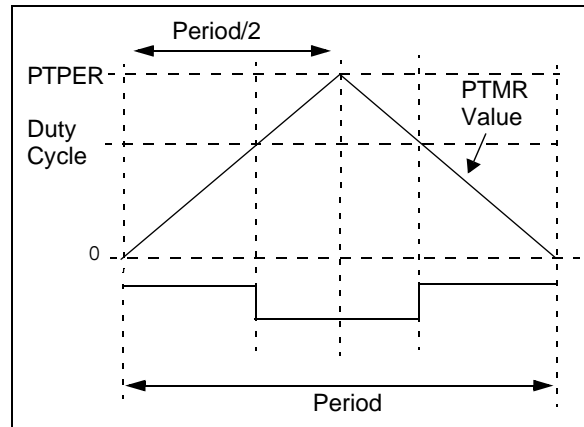 Period/2
PTPER
PTMR
Value
Duty
Cycle
0
Period